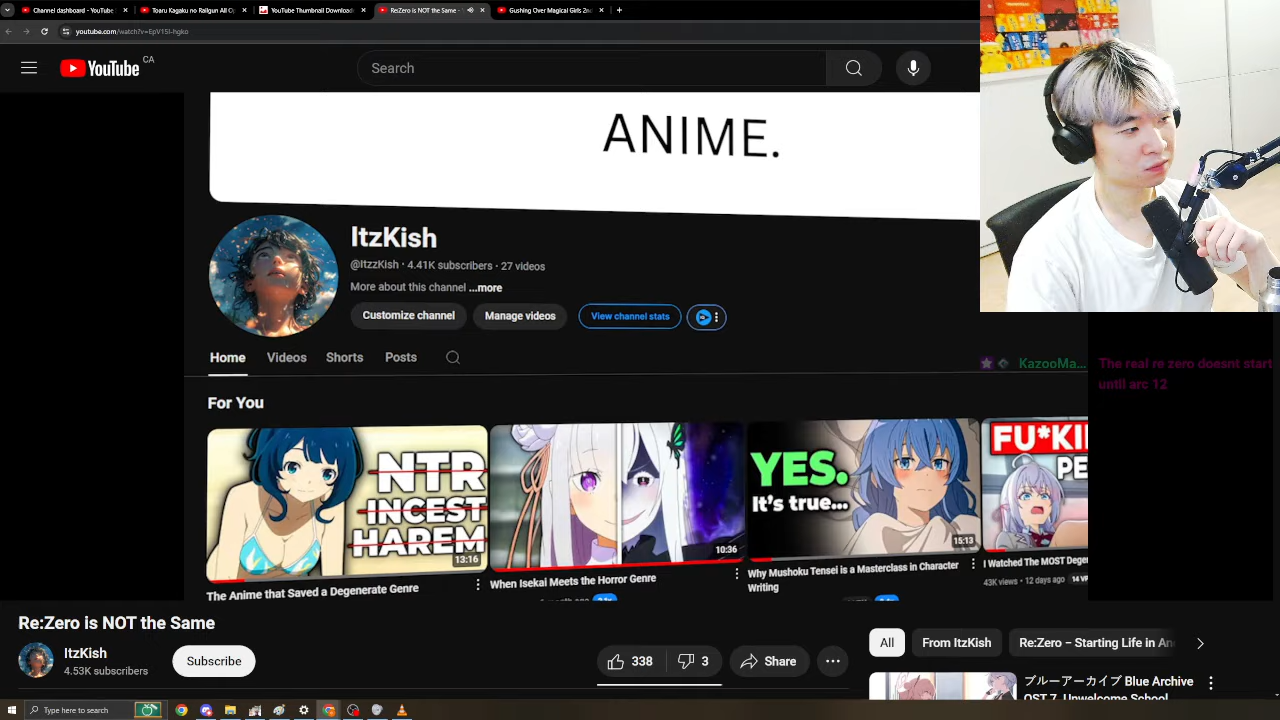 Channel dashboard - YouTube
Toaru Kagaku no Railgun All O
YouTube Thumbnail Download
Re:Zero is NOT the Same -
Gushing Over Magical Girls 2nd
youtube.com/watch?v=EpV15I-hgko
YouTube CA
Search
ANIME.
ItzKish
@ItzzKish · 4.41K subscribers · 27 videos
More about this channel ...more
Customize channel
Manage videos
View channel stats
Home
Videos
Shorts
Posts
KazooMa...
The real re zero doesnt start
until arc 12
For You
NTR
INCEST
HAREM
13:16
10:36
YES.
It's true...
15:13
FU*KI
PE
The Anime that Saved a Degenerate Genre
When Isekai Meets the Horror Genre
Why Mushoku Tensei is a Masterclass in Character
Writing
I Watched The MOST Dege
43K views · 12 days ago
Re:Zero is NOT the Same
ItzKish
4.53K subscribers
Subscribe
338
3
Share
All
From ItzKish
Re:Zero − Starting Life in An
ブルーアーカイブ Blue Archive
OST 7. Unwelcome School
Type here to search